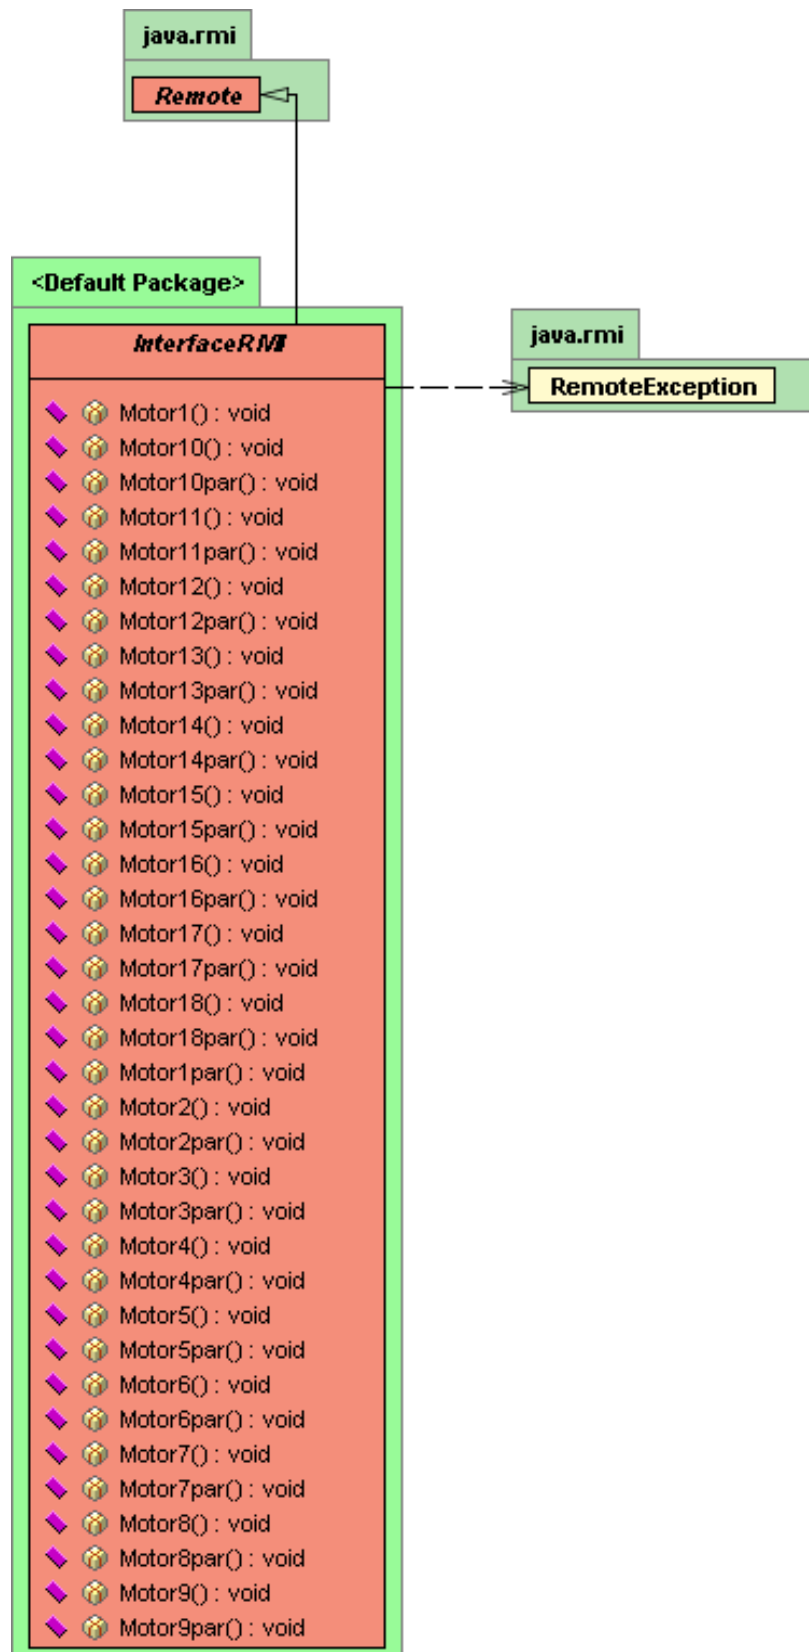 java.rmi
Remote
<Default Package>
InterfaceRMI
java.rmi
RemoteException
Motor1() : void
Motor10() : void
Motor10par() : void
Motor11() : void
Motor11par() : void
Motor12() : void
Motor12par() : void
Motor13() : void
Motor13par() : void
Motor14() : void
Motor14par() : void
Motor15() : void
Motor15par() : void
Motor16() : void
Motor16par() : void
Motor17() : void
Motor17par() : void
Motor18() : void
Motor18par() : void
Motor1par() : void
Motor2() : void
Motor2par() : void
Motor3() : void
Motor3par() : void
Motor4() : void
Motor4par() : void
Motor5() : void
Motor5par() : void
Motor6() : void
Motor6par() : void
Motor7() : void
Motor7par() : void
Motor8() : void
Motor8par() : void
Motor9() : void
Motor9par() : void